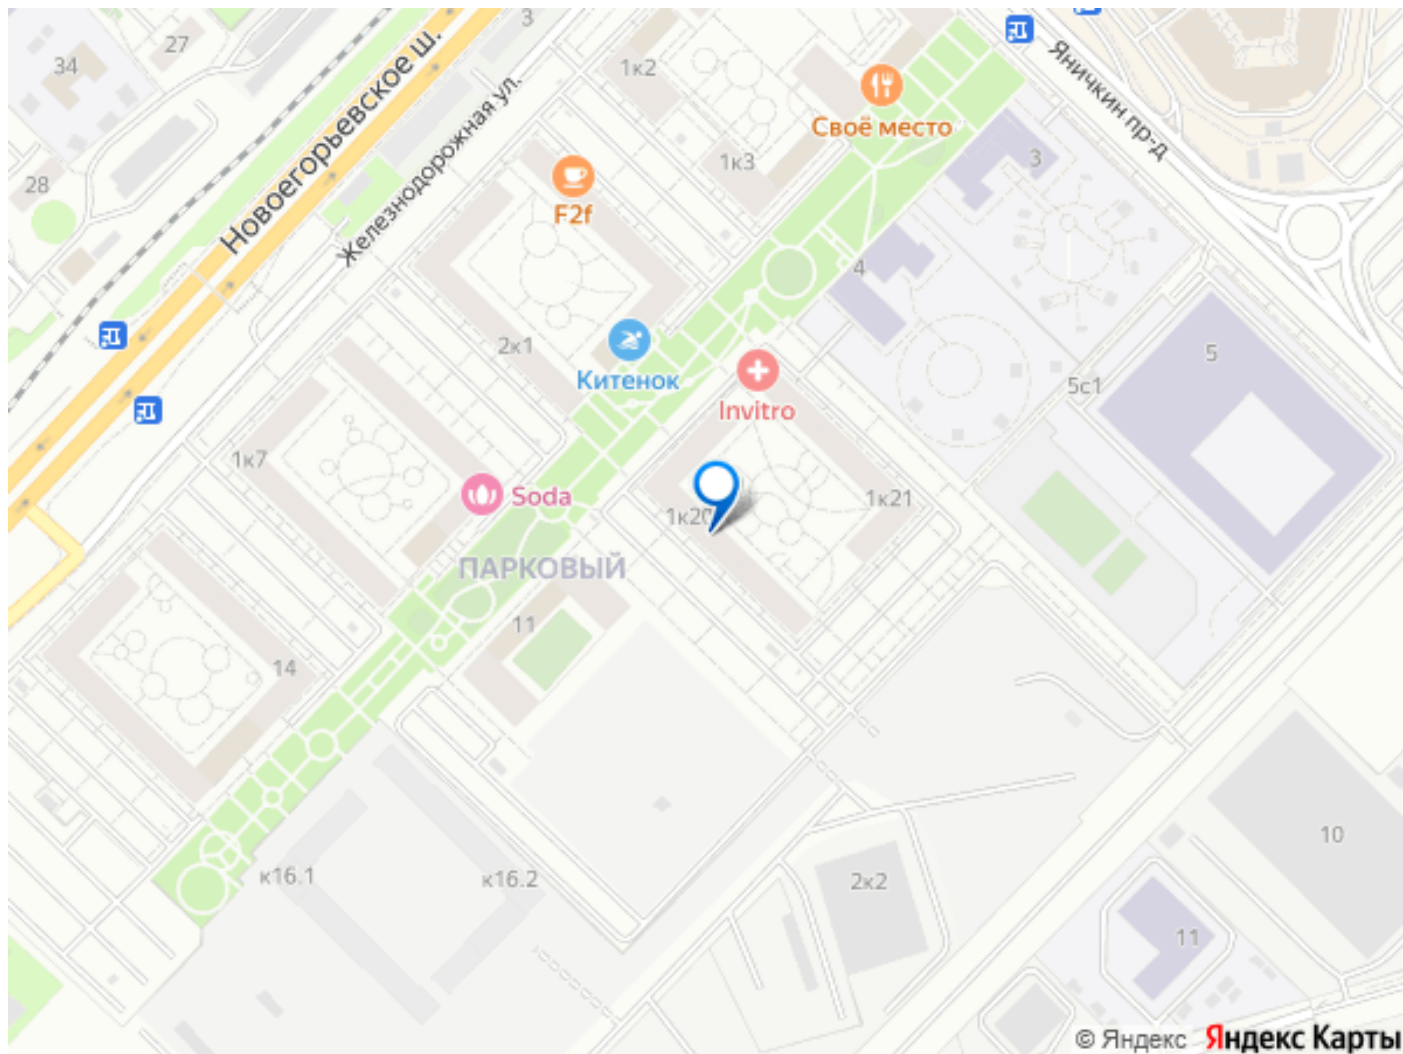 3
27
34
1к2
Новоегорьевское ш.
Железнодорожная ул.
Яничкин пр-д
Своё место
28
1к3
3
F2f
4
2к1
5
Китенок
5с1
Invitro
1к7
Soda
1к20
1к21
ПАРКОВЫЙ
11
14
10
к16.1
к16.2
2к2
11
© Яндекс Яндекс Карты